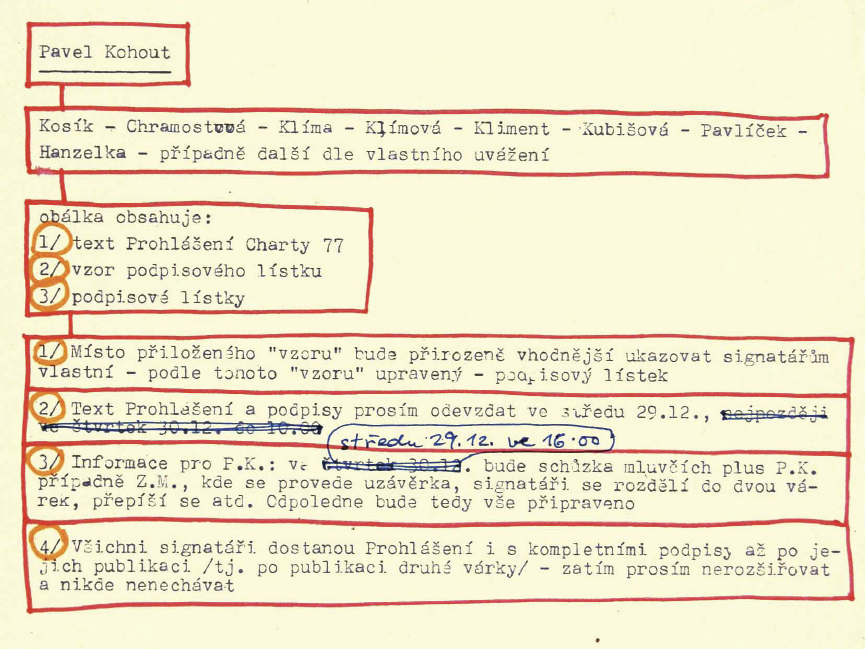 Pavel Kohout
Kosík - Chramostová - Klíma - Klímová - Kliment - Kubišová - Pavlíček -
Hanzelka - případně další dle vlastního uvážení
obálka obsahuje:
1/ text Prohlášení Charty 77
2/ vzor podpisového lístku
3/ podpisové lístky
1/ Místo přiloženého "vzoru" bude přirozeně vhodnější ukazovat signatářům
vlastní - podle tohoto "vzoru" upravený - podpisový lístek
2/ Text Prohlášení a podpisy prosím odevzdat ve středu 29.12., nejpozději
ve čtvrtek 30.12. do 10.00
středu 29.12. ve 16.00
3/ Informace pro P.K.: ve čtvrtek 30.12. bude schůzka mluvčích plus P.K.
případně Z.M., kde se provede uzávěrka, signatáři se rozdělí do dvou vá-
rek, přepíší se atd. Odpoledne bude tedy vše připraveno
4/ Všichni signatáři dostanou Prohlášení i s kompletními podpisy až po je-
jich publikaci /tj. po publikaci druhé várky/ - zatím prosím nerozšiřovat
a nikde nenechávat